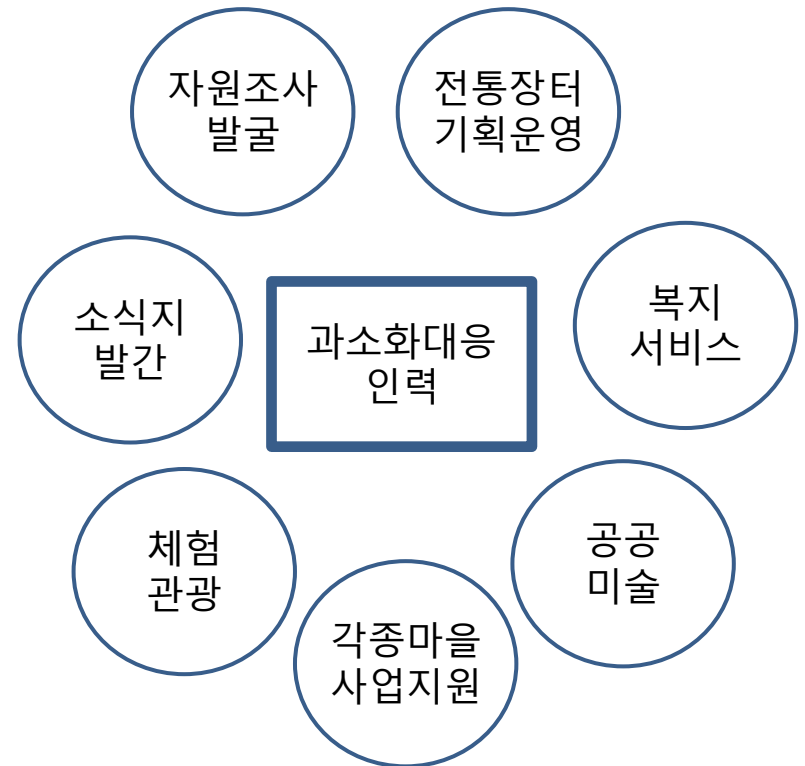 자원조사
발굴
전통장터
기획운영
소식지
발간
과소화대응
인력
복지
서비스
체험
관광
공공
미술
각종마을
사업지원